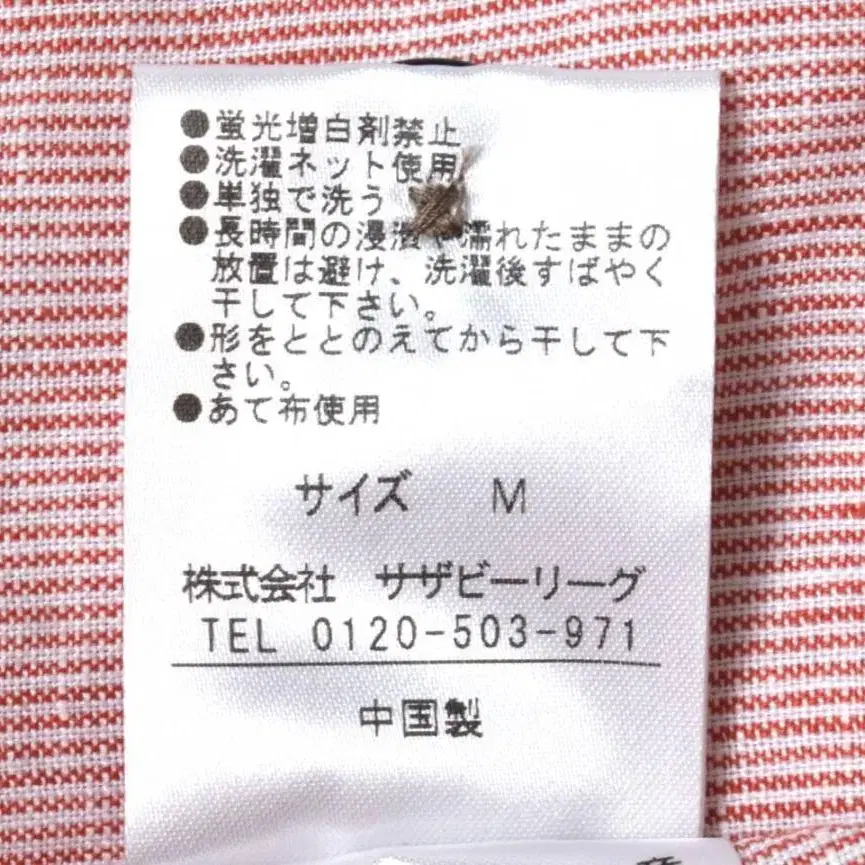 ●蛍光増白剤禁止
●洗濯ネット使用
●単独で洗う
●長時間の浸漬や濡れたままの
放置は避け、洗濯後すばやく
干して下さい。
●形をととのえてから干して下
さい。
●あて布使用
サイズ M
株式会社 サザビーリーグ
TEL 0120-503-971
中国製